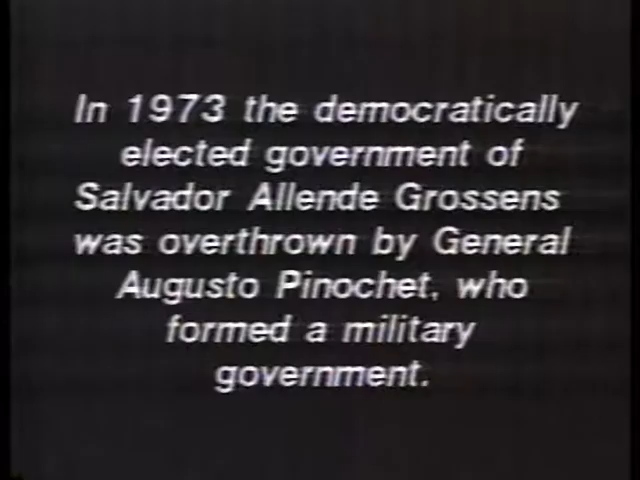 In 1973 the democratically
elected government of
Salvador Allende Grossens
was overthrown by General
Augusto Pinochet, who
formed a military
government.